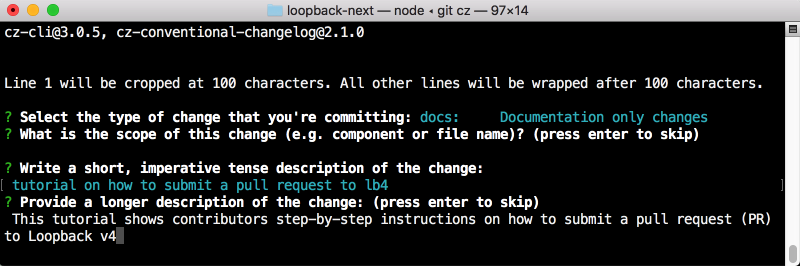 loopback-next — node ◂ git cz — 97×14
cz-cli@3.0.5, cz-conventional-changelog@2.1.0
Line 1 will be cropped at 100 characters. All other lines will be wrapped after 100 characters.
? Select the type of change that you're committing: docs:     Documentation only changes
? What is the scope of this change (e.g. component or file name)? (press enter to skip)
? Write a short, imperative tense description of the change:
[ tutorial on how to submit a pull request to lb4 ]
? Provide a longer description of the change: (press enter to skip)
This tutorial shows contributors step-by-step instructions on how to submit a pull request (PR)
to Loopback v4